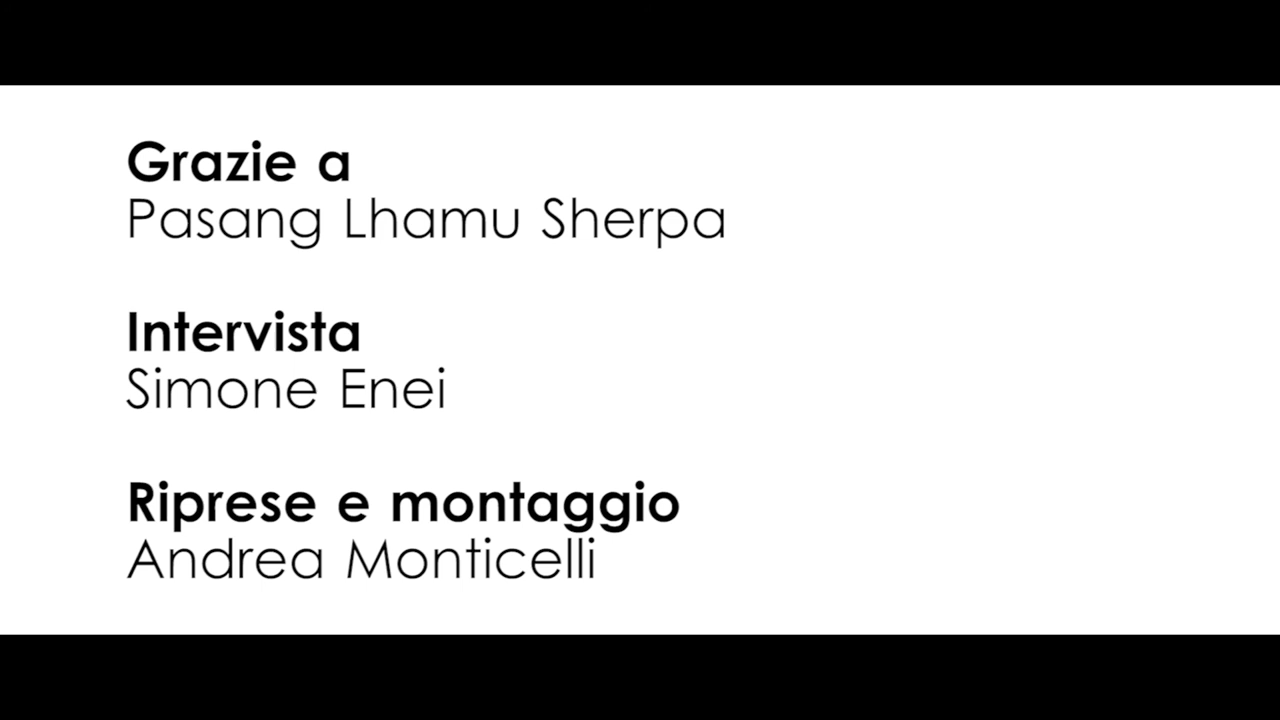 Grazie a
Pasang Lhamu Sherpa
Intervista
Simone Enei
Riprese e montaggio
Andrea Monticelli